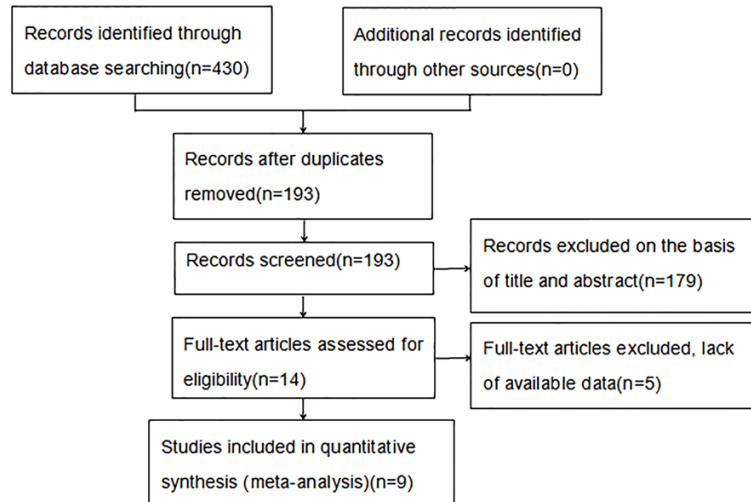 Records identified through
database searching(n=430)
Additional records identified
through other sources(n=0)
Records after duplicates
removed(n=193)
Records screened(n=193)
Records excluded on the basis
of title and abstract(n=179)
Full-text articles assessed for
eligibility(n=14)
Full-text articles excluded, lack
of available data(n=5)
Studies included in quantitative
synthesis (meta-analysis)(n=9)